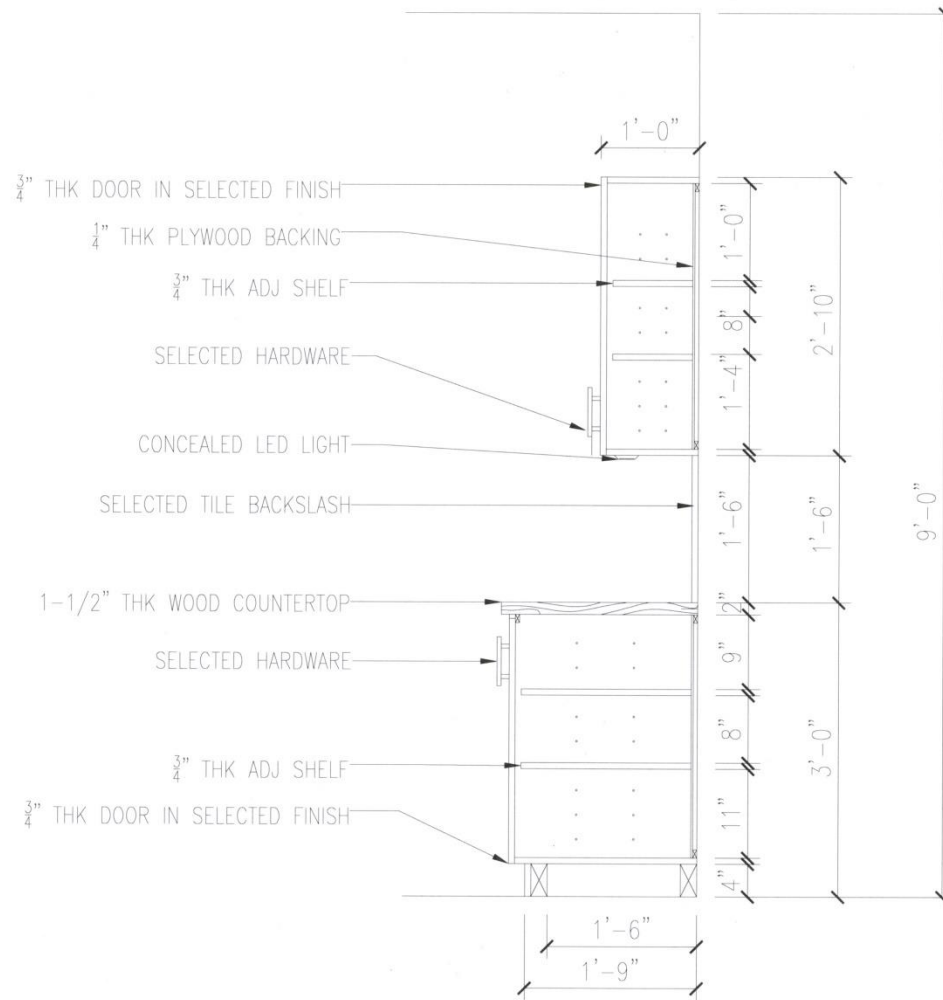 1'-0"
3/4" THK DOOR IN SELECTED FINISH
1/4" THK PLYWOOD BACKING
3/4" THK ADJ SHELF
SELECTED HARDWARE
CONCEALED LED LIGHT
SELECTED TILE BACKSLASH
1-1/2" THK WOOD COUNTERTOP
SELECTED HARDWARE
3/4" THK ADJ SHELF
3/4" THK DOOR IN SELECTED FINISH
1'-0"
8"
1'-4"
1'-6"
2"
9"
8"
11"
4"
2'-10"
1'-6"
3'-0"
9'-0"
1'-6"
1'-9"